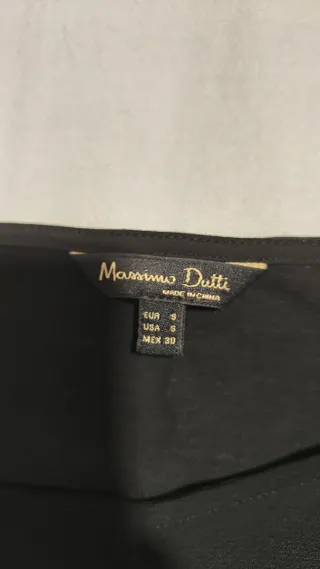 Massimo Dutti
MADE IN CHINA
EUR S
USA S
MEX 30